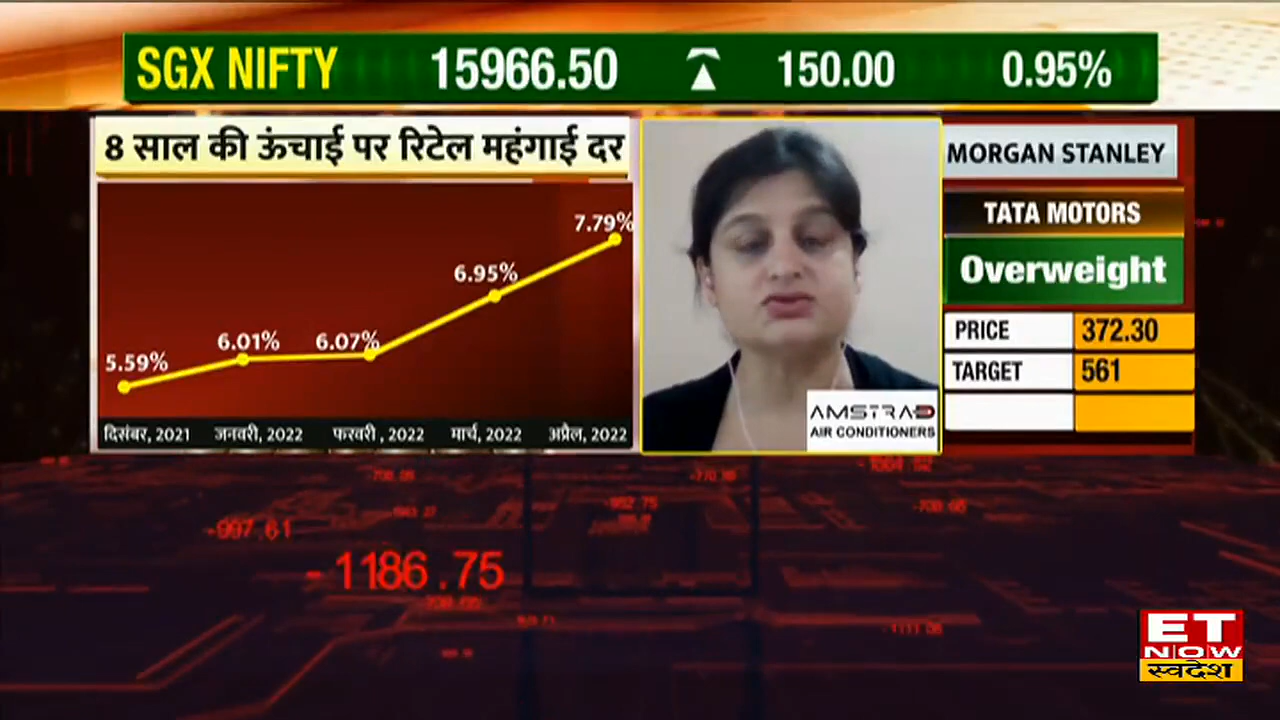 SGX NIFTY 15966.50 150.00 0.95%
8 साल की ऊंचाई पर रिटेल महंगाई दर
7.79%
6.95%
6.01% 6.07%
5.59%
दिसंबर, 2021 जनवरी, 2022 फरवरी , 2022 मार्च, 2022 अप्रैल, 2022
AMSTRAD
AIR CONDITIONERS
MORGAN STANLEY
TATA MOTORS
Overweight
PRICE 372.30
TARGET 561
-997.61
-1186.75
ET
NOW
स्वदेश